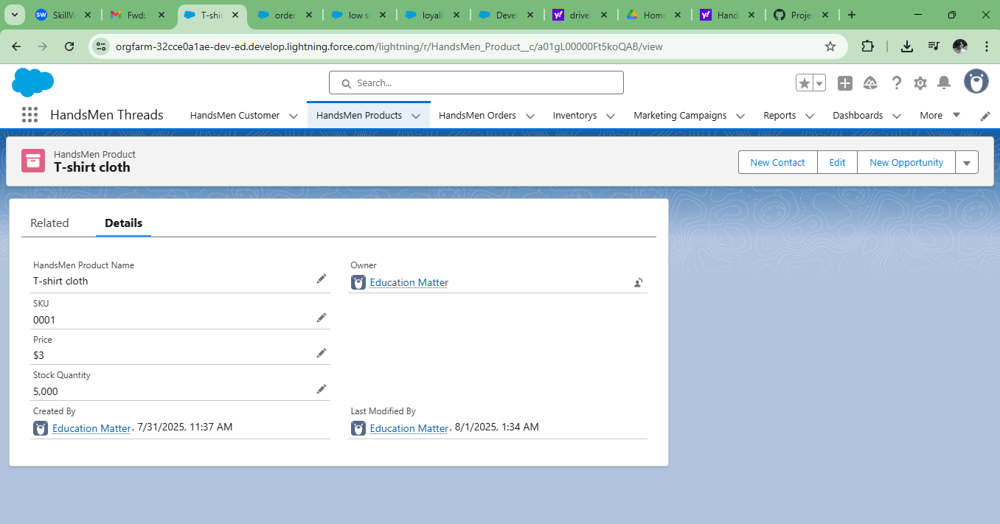 SW SkillW
Fwd:
T-shir
order
low s
loyali
Devel
drive
Home
Hand
Proje
orgfarm-32cce0a1ae-dev-ed.develop.lightning.force.com/lightning/r/HandsMen_Product__c/a01gL00000Ft5koQAB/view
Search...
HandsMen Threads
HandsMen Customer
HandsMen Products
HandsMen Orders
Inventorys
Marketing Campaigns
Reports
Dashboards
More
HandsMen Product
T-shirt cloth
New Contact
Edit
New Opportunity
Related
Details
HandsMen Product Name
T-shirt cloth
Owner
Education Matter
SKU
0001
Price
$3
Stock Quantity
5,000
Created By
Education Matter, 7/31/2025, 11:37 AM
Last Modified By
Education Matter, 8/1/2025, 1:34 AM